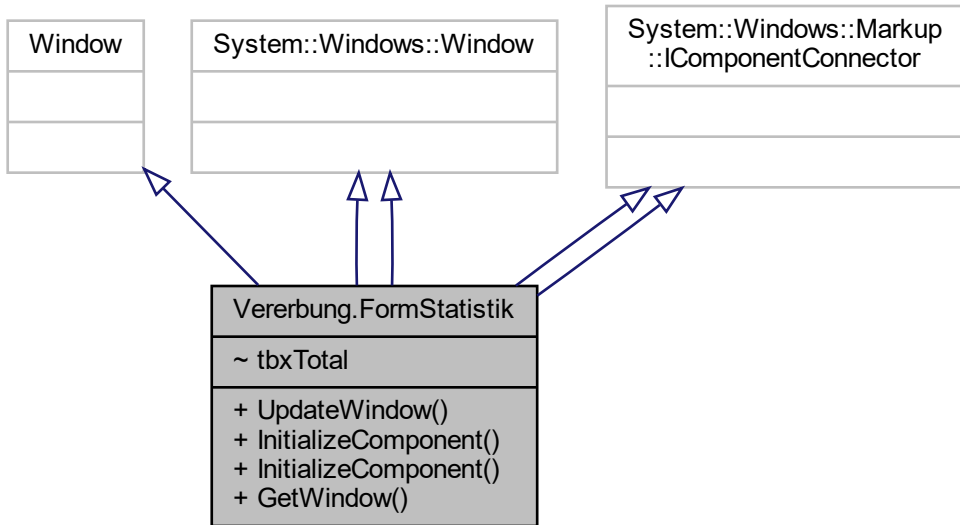 Window
System::Windows::Window
System::Windows::Markup
::IComponentConnector
Vererbung.FormStatistik
~ tbxTotal
+ UpdateWindow()
+ InitializeComponent()
+ InitializeComponent()
+ GetWindow()